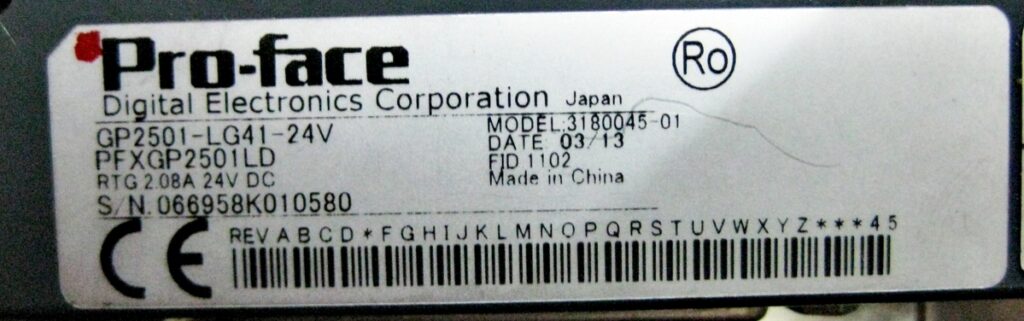 Pro-face
Ro
Digital Electronics Corporation Japan
GP2501-LG41-24V
PFXGP2501LD
RTG 2.08A 24V DC
S/N. 066958K010580
MODEL:3180045-01
DATE: 03/13
FJD 1102
Made in China
CE
REV A B C D * F G H I J K L M N O P Q R S T U V W X Y Z * * * 4 5